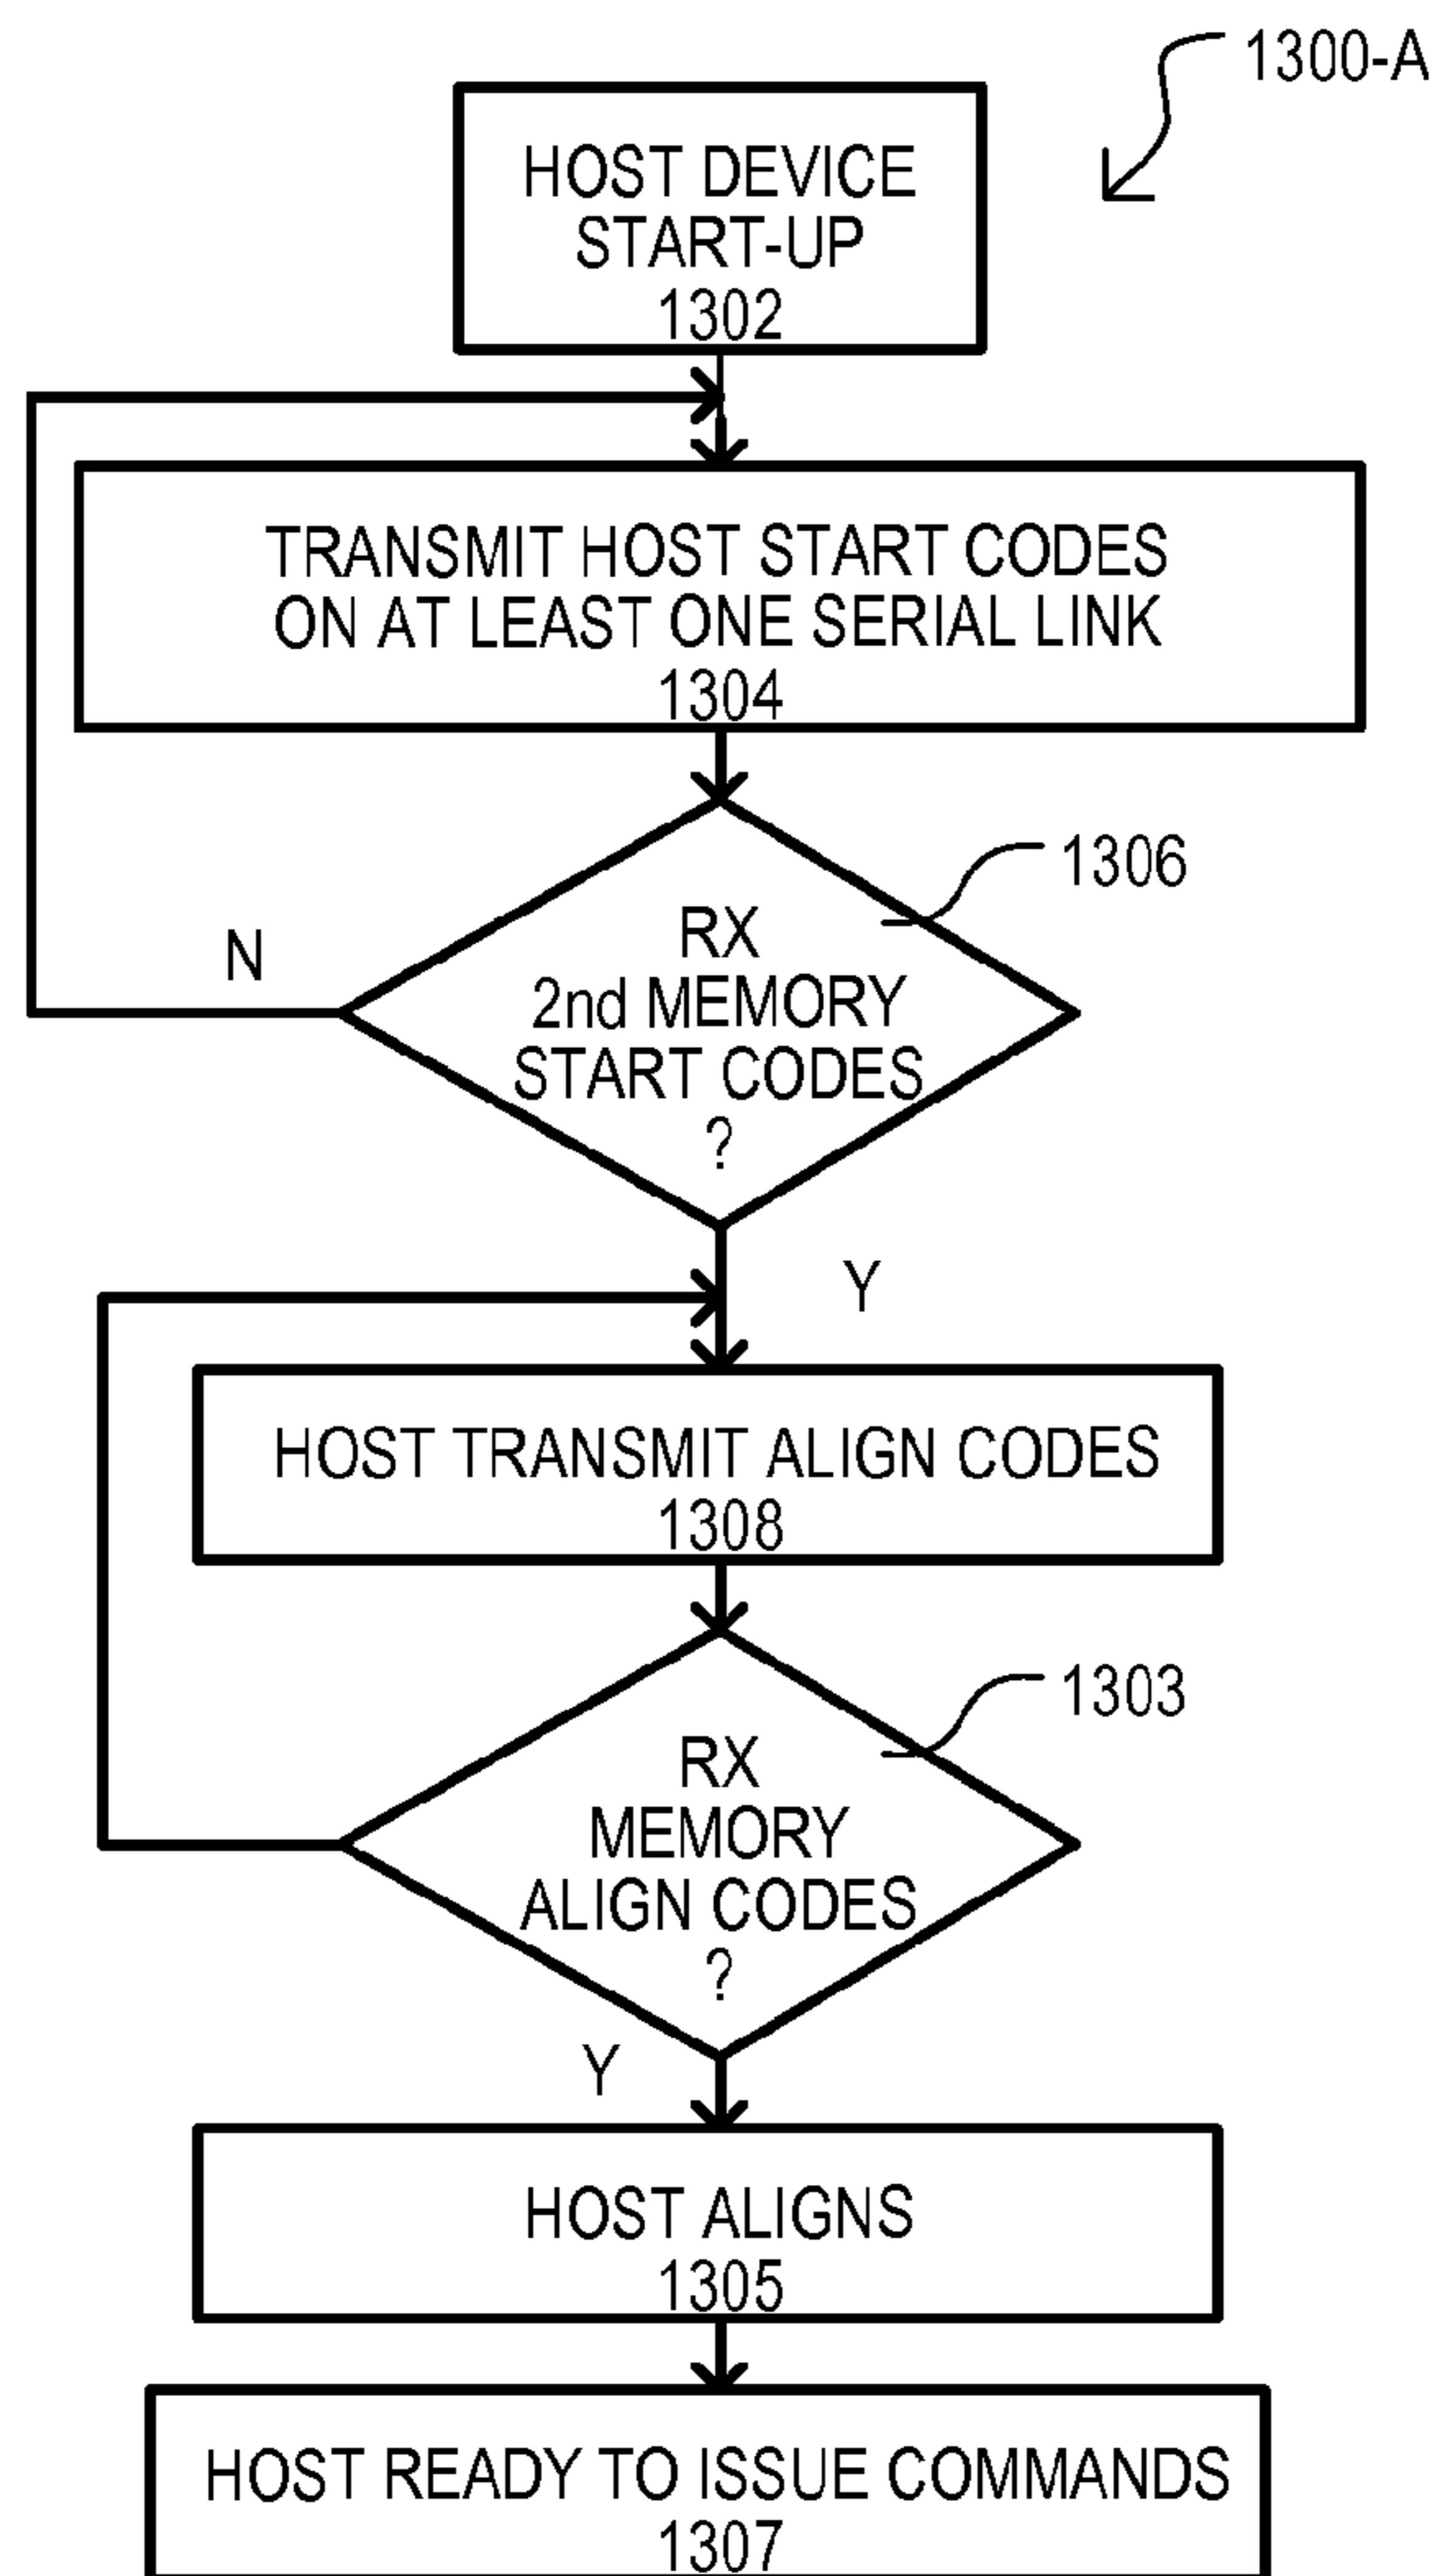 1300-A
HOST DEVICE
START-UP
1302
TRANSMIT HOST START CODES
ON AT LEAST ONE SERIAL LINK
1304
1306
RX
2nd MEMORY
START CODES
?
N
Y
HOST TRANSMIT ALIGN CODES
1308
1303
RX
MEMORY
ALIGN CODES
?
Y
HOST ALIGNS
1305
HOST READY TO ISSUE COMMANDS
1307